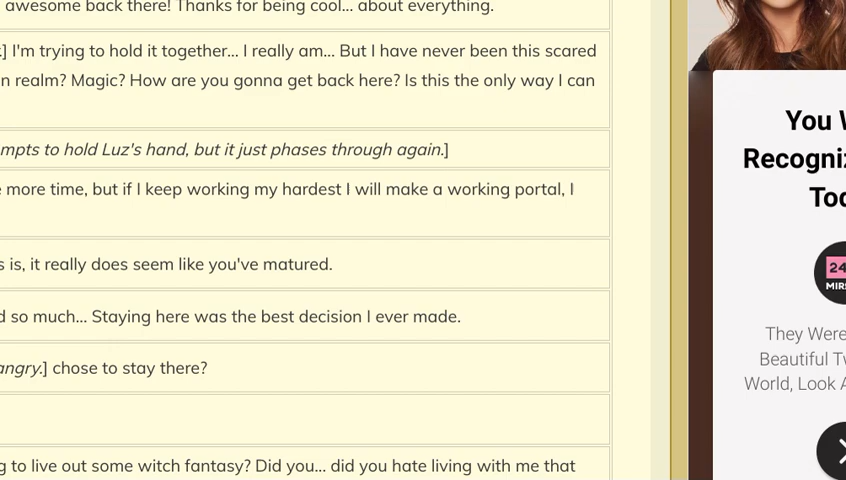 awesome back there! Thanks for being cool... about everything.
] I'm trying to hold it together... I really am... But I have never been this scared
n realm? Magic? How are you gonna get back here? Is this the only way I can
mpts to hold Luz's hand, but it just phases through again.]
more time, but if I keep working my hardest I will make a working portal, I
s is, it really does seem like you've matured.
d so much... Staying here was the best decision I ever made.
angry.] chose to stay there?
g to live out some witch fantasy? Did you... did you hate living with me that
You W
Recogniz
Too
24
MIR
They Were
Beautiful Tw
World, Look A